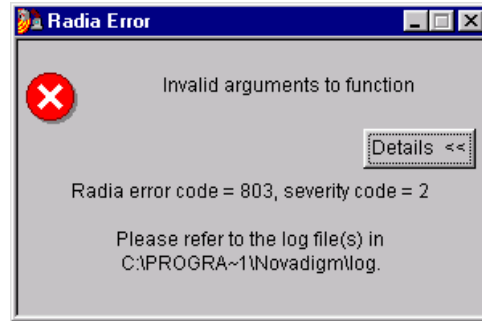 Radia Error
Invalid arguments to function
Details <<
Radia error code = 803, severity code = 2
Please refer to the log file(s) in
C:\PROGRA~1\Novadigm\log.